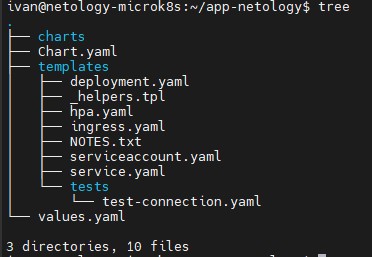 ivan@netology-microk8s:~/app-netology$ tree
.
├── charts
├── Chart.yaml
├── templates
│   ├── deployment.yaml
│   ├── _helpers.tpl
│   ├── hpa.yaml
│   ├── ingress.yaml
│   ├── NOTES.txt
│   ├── serviceaccount.yaml
│   ├── service.yaml
│   └── tests
│       └── test-connection.yaml
└── values.yaml
3 directories, 10 files